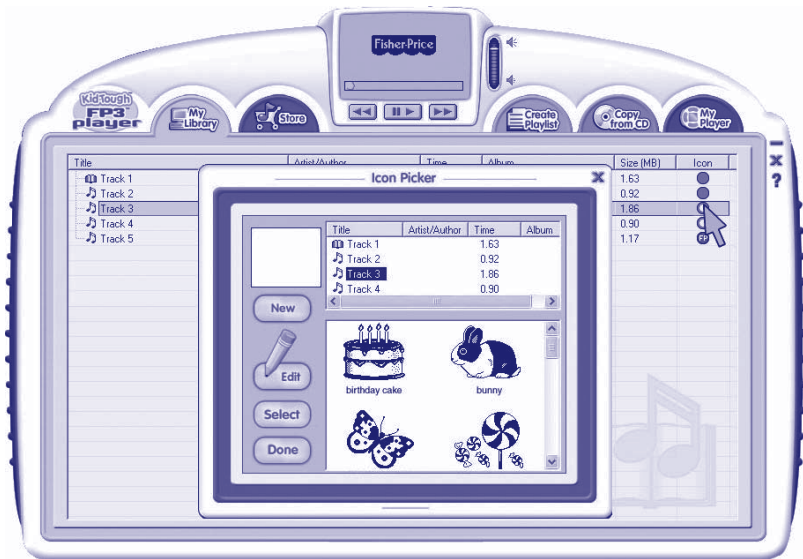 Fisher-Price
KidTough
FP3
player
My
Library
Store
Create
Playlist
Copy
from CD
My
Player
Title Artist/Author Time Album Size (MB) Icon
Track 1 1.63
Track 2 0.92
Track 3 1.86
Track 4 0.90
Track 5 1.17 FP
X
?
Icon Picker X
Title Artist/Author Time Album
Track 1 1.63
Track 2 0.92
Track 3 1.86
Track 4 0.90
New
Edit
Select
Done
birthday cake bunny